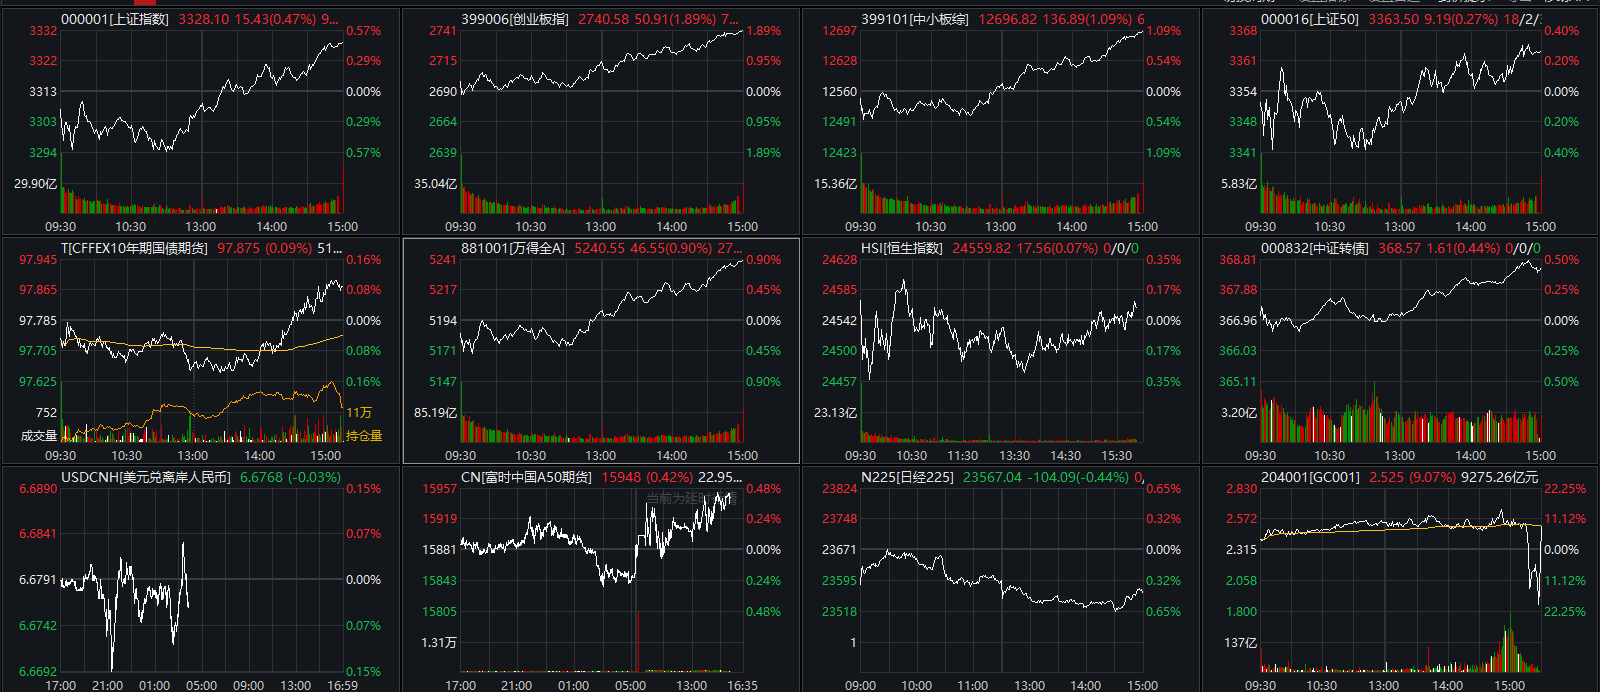 000001[上证指数] 3328.10 15.43(0.47%) 9...
3332 0.57%
3322 0.29%
3313 0.00%
3303 0.29%
3294 0.57%
29.90亿
09:30 10:30 13:00 14:00 15:00
399006[创业板指] 2740.58 50.91(1.89%) 7...
2741 1.89%
2715 0.95%
2690 0.00%
2664 0.95%
2639 1.89%
35.04亿
09:30 10:30 13:00 14:00 15:00
399101[中小板综] 12696.82 136.89(1.09%) 6
12697 1.09%
12628 0.54%
12560 0.00%
12491 0.54%
12423 1.09%
15.36亿
09:30 10:30 13:00 14:00 15:00
000016[上证50] 3363.50 9.19(0.27%) 18/2/
3368 0.40%
3361 0.20%
3354 0.00%
3348 0.20%
3341 0.40%
5.83亿
09:30 10:30 13:00 14:00 15:00
T[CFFEX10年期国债期货] 97.875 (0.09%) 51...
97.945 0.16%
97.865 0.08%
97.785 0.00%
97.705 0.08%
97.625 0.16%
752 11万
成交量 持仓量
09:30 10:30 13:00 14:00 15:00
881001[万得全A] 5240.55 46.55(0.90%) 27...
5241 0.90%
5217 0.45%
5194 0.00%
5171 0.45%
5147 0.90%
85.19亿
09:30 10:30 13:00 14:00 15:00
HSI[恒生指数] 24559.82 17.56(0.07%) 0/0/0
24628 0.35%
24585 0.17%
24542 0.00%
24500 0.17%
24457 0.35%
23.13亿
09:30 10:30 11:30 13:30 14:30 15:30
000832[中证转债] 368.57 1.61(0.44%) 0/0/0
368.81 0.50%
367.88 0.25%
366.96 0.00%
366.03 0.25%
365.11 0.50%
3.20亿
09:30 10:30 13:00 14:00 15:00
USDCNH[美元兑离岸人民币] 6.6768 (-0.03%)
6.6890 0.15%
6.6841 0.07%
6.6791 0.00%
6.6742 0.07%
6.6692 0.15%
17:00 21:00 01:00 05:00 09:00 13:00 16:59
CN[富时中国A50期货] 15948 (0.42%) 22.95...
当前为延时行情
15957 0.48%
15919 0.24%
15881 0.00%
15843 0.24%
15805 0.48%
1.31万
17:00 21:00 01:00 05:00 13:00 16:35
N225[日经225] 23567.04 -104.09(-0.44%) 0,
23824 0.65%
23748 0.32%
23671 0.00%
23595 0.32%
23518 0.65%
1
09:00 10:00 11:00 13:00 14:00 15:00
204001[GC001] 2.525 (9.07%) 9275.26亿元
2.830 22.25%
2.572 11.12%
2.315 0.00%
2.058 11.12%
1.800 22.25%
137亿
09:30 10:30 13:00 14:00 15:00